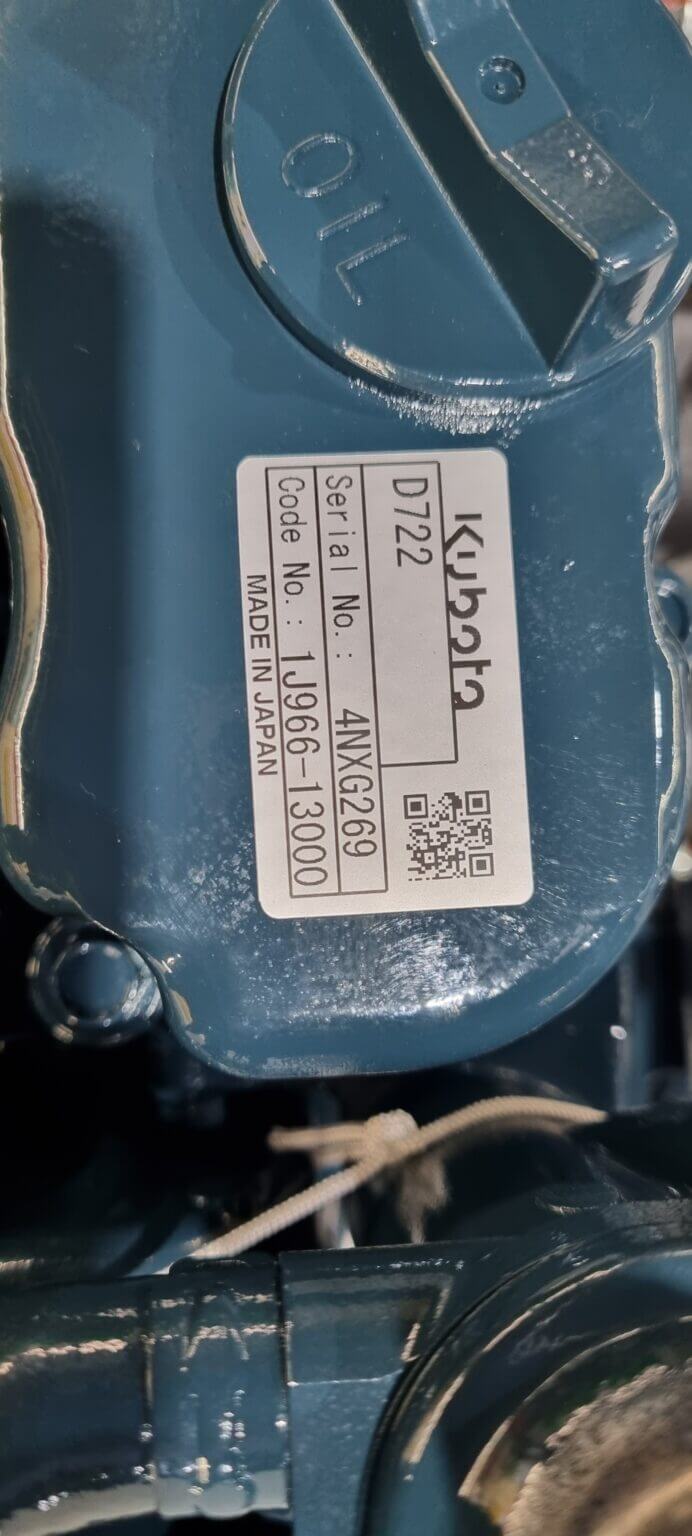 OIL
Kubota
D722
Serial No.: 4NXG269
Code No.: 1J966-13000
MADE IN JAPAN